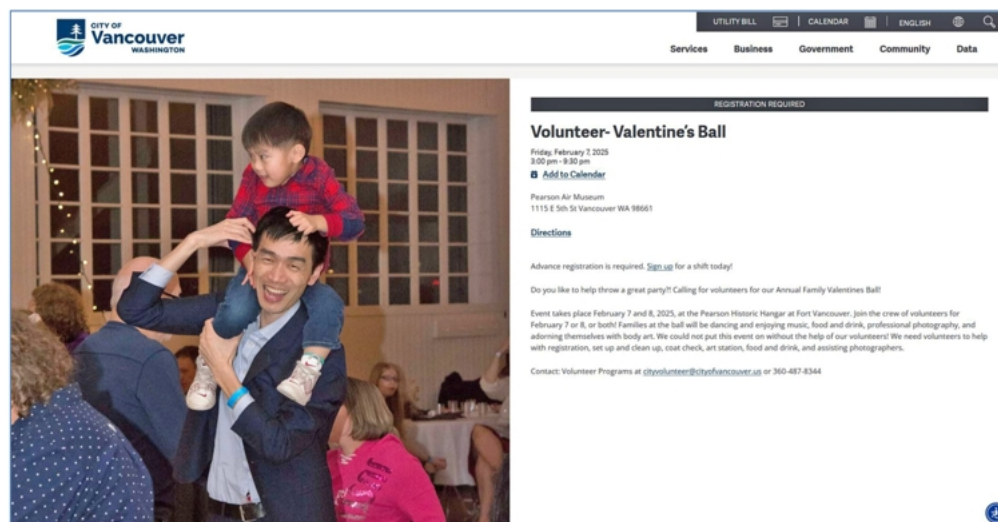 CITY OF
Vancouver
WASHINGTON
UTILITY BILL | CALENDAR | ENGLISH
Services Business Government Community Data
REGISTRATION REQUIRED
Volunteer- Valentine's Ball
Friday, February 7, 2025
3:00 pm - 9:30 pm
Add to Calendar
Pearson Air Museum
1115 E 5th St Vancouver WA 98661
Directions
Advance registration is required. Sign up for a shift today!
Do you like to help throw a great party?! Calling for volunteers for our Annual Family Valentines Ball!
Event takes place February 7 and 8, 2025, at the Pearson Historic Hangar at Fort Vancouver. Join the crew of volunteers for
February 7 or 8, or both! Families at the ball will be dancing and enjoying music, food and drink, professional photography, and
adorning themselves with body art. We could not put this event on without the help of our volunteers! We need volunteers to help
with registration, set up and clean up, coat check, art station, food and drink, and assisting photographers.
Contact: Volunteer Programs at cityvolunteer@cityofvancouver.us or 360-487-8344